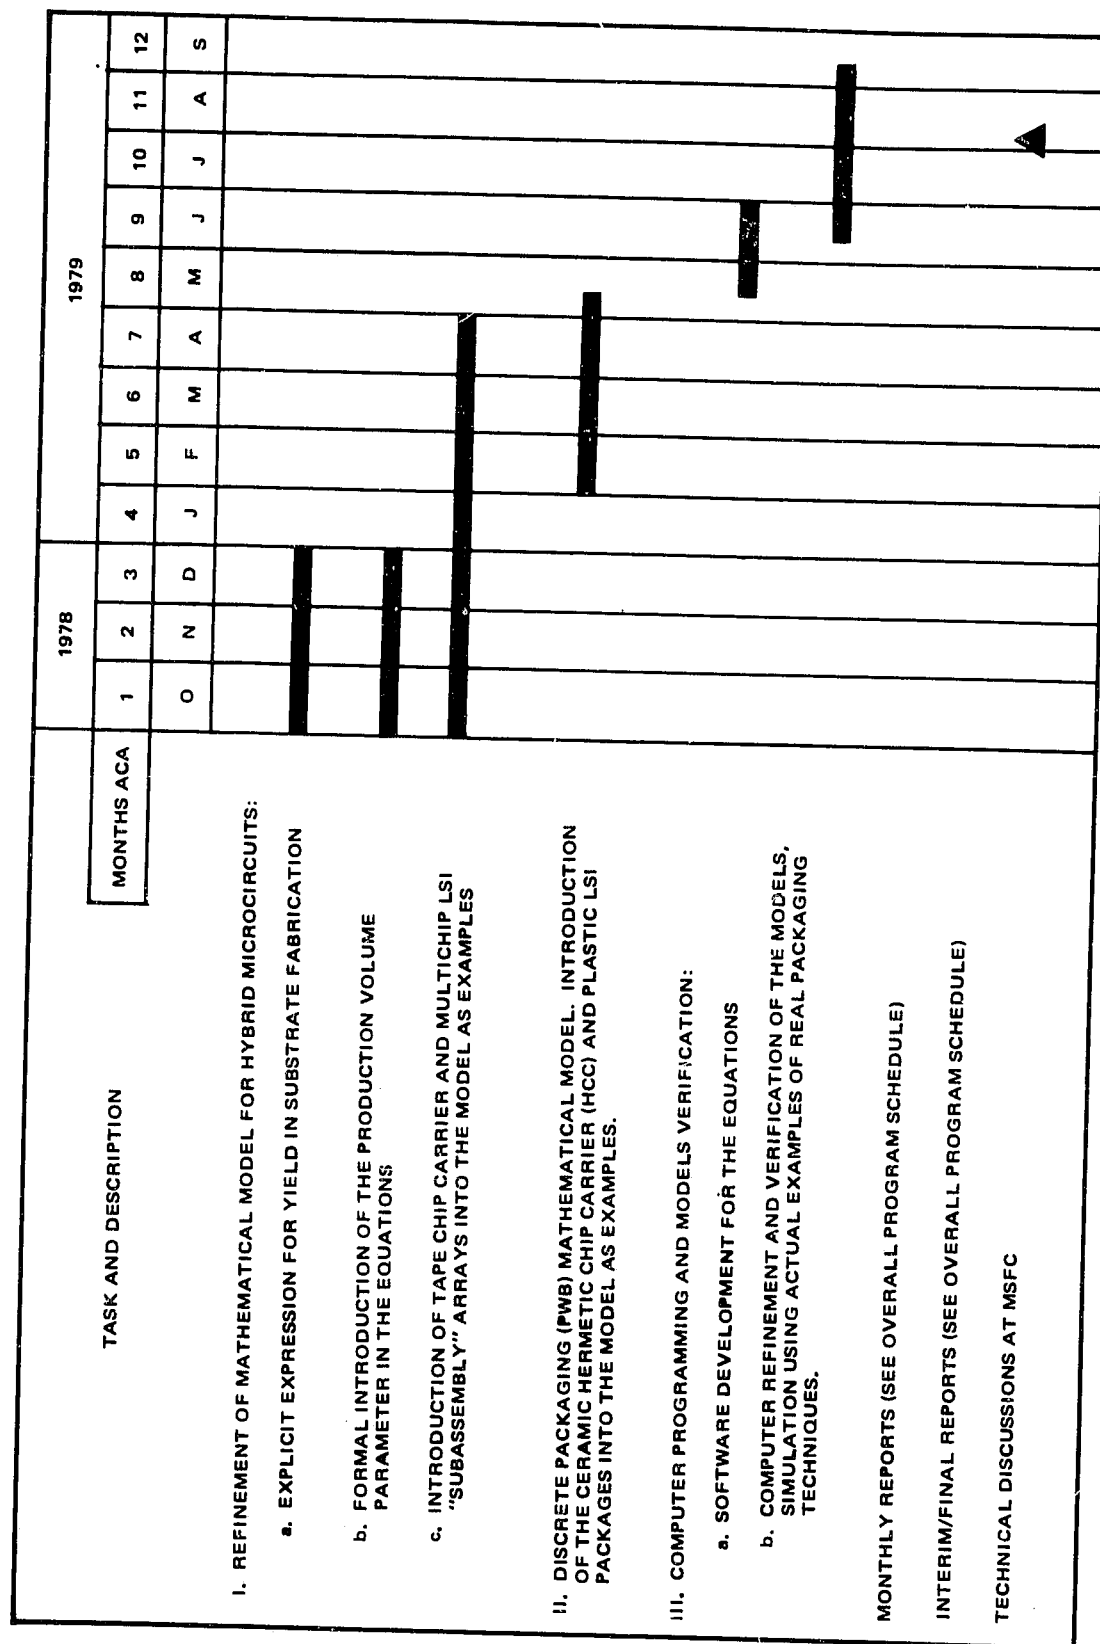 TASK AND DESCRIPTION
1978
1979
MONTHS ACA
1 2 3 4 5 6 7 8 9 10 11 12
O N D J F M A M J J A S
I. REFINEMENT OF MATHEMATICAL MODEL FOR HYBRID MICROCIRCUITS:
a. EXPLICIT EXPRESSION FOR YIELD IN SUBSTRATE FABRICATION
b. FORMAL INTRODUCTION OF THE PRODUCTION VOLUME
PARAMETER IN THE EQUATIONS
c. INTRODUCTION OF TAPE CHIP CARRIER AND MULTICHIP LSI
"SUBASSEMBLY" ARRAYS INTO THE MODEL AS EXAMPLES
II. DISCRETE PACKAGING (PWB) MATHEMATICAL MODEL. INTRODUCTION
OF THE CERAMIC HERMETIC CHIP CARRIER (HCC) AND PLASTIC LSI
PACKAGES INTO THE MODEL AS EXAMPLES.
III. COMPUTER PROGRAMMING AND MODELS VERIFICATION:
a. SOFTWARE DEVELOPMENT FOR THE EQUATIONS
b. COMPUTER REFINEMENT AND VERIFICATION OF THE MODELS,
SIMULATION USING ACTUAL EXAMPLES OF REAL PACKAGING
TECHNIQUES.
MONTHLY REPORTS (SEE OVERALL PROGRAM SCHEDULE)
INTERIM/FINAL REPORTS (SEE OVERALL PROGRAM SCHEDULE)
TECHNICAL DISCUSSIONS AT MSFC